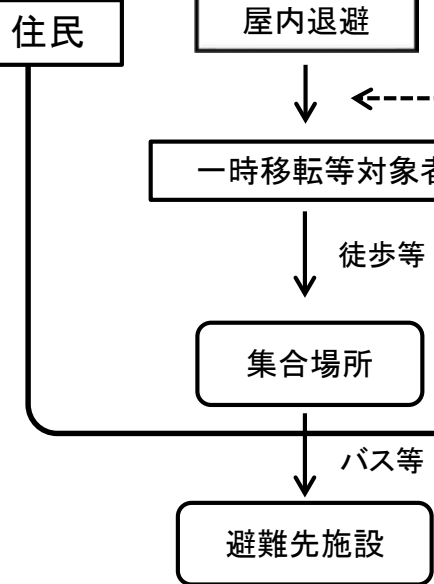 住民
屋内退避
一時移転等対象者
徒歩等
集合場所
バス等
避難先施設